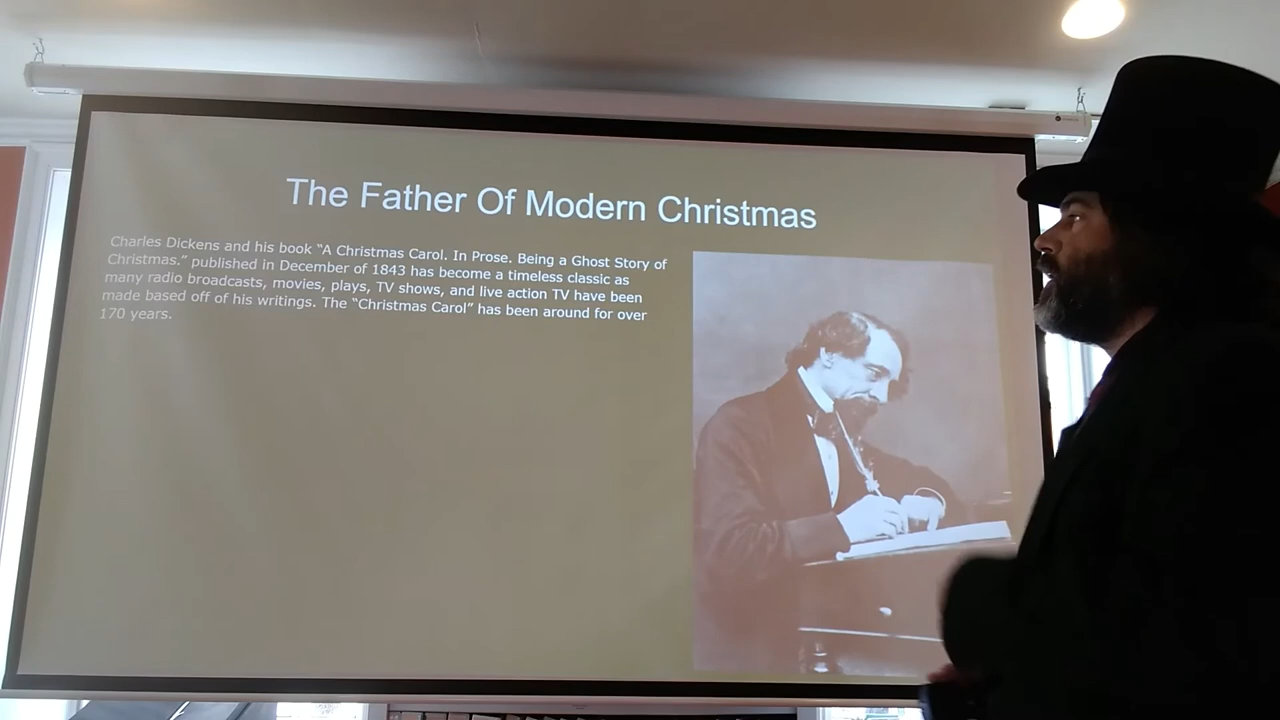 The Father Of Modern Christmas
Charles Dickens and his book “A Christmas Carol. In Prose. Being a Ghost Story of
Christmas.” published in December of 1843 has become a timeless classic as
many radio broadcasts, movies, plays, TV shows, and live action TV have been
made based off of his writings. The “Christmas Carol” has been around for over
170 years.